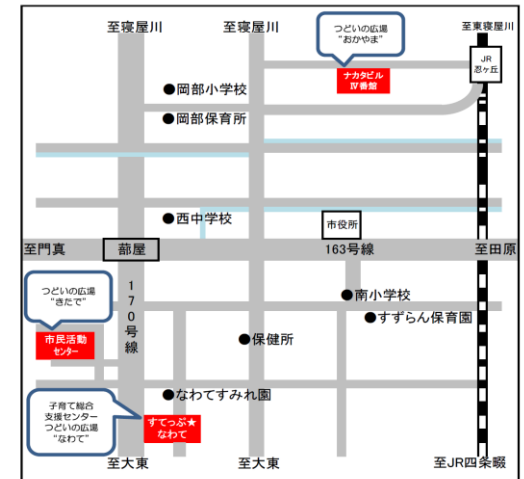 至寝屋川
至寝屋川
つどいの広場
“おかやま”
至東寝屋川
JR
忍ヶ丘
ナカタビル
Ⅳ番館
●岡部小学校
●岡部保育所
●西中学校
市役所
至門真
蔀屋
163号線
至田原
170号線
つどいの広場
“きたで”
●南小学校
●すずらん保育園
市民活動
センター
●保健所
●なわてすみれ園
子育て総合
支援センター
つどいの広場
“なわて”
すてっぷ★
なわて
至大東
至大東
至JR四条畷